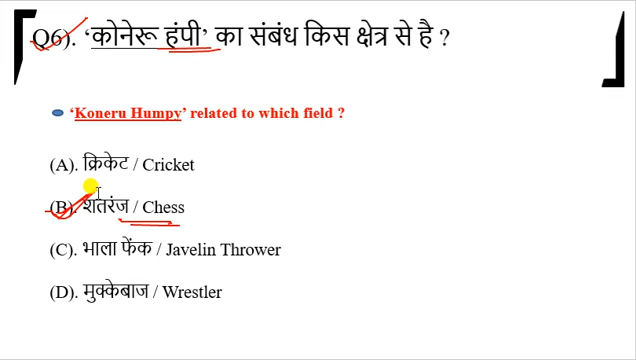 Q6). ‘कोनेरू हंपी’ का संबंध किस क्षेत्र से है ?
‘Koneru Humpy’ related to which field ?
(A). क्रिकेट / Cricket
(B). शतरंज / Chess
(C). भाला फेंक / Javelin Thrower
(D). मुक्केबाज / Wrestler